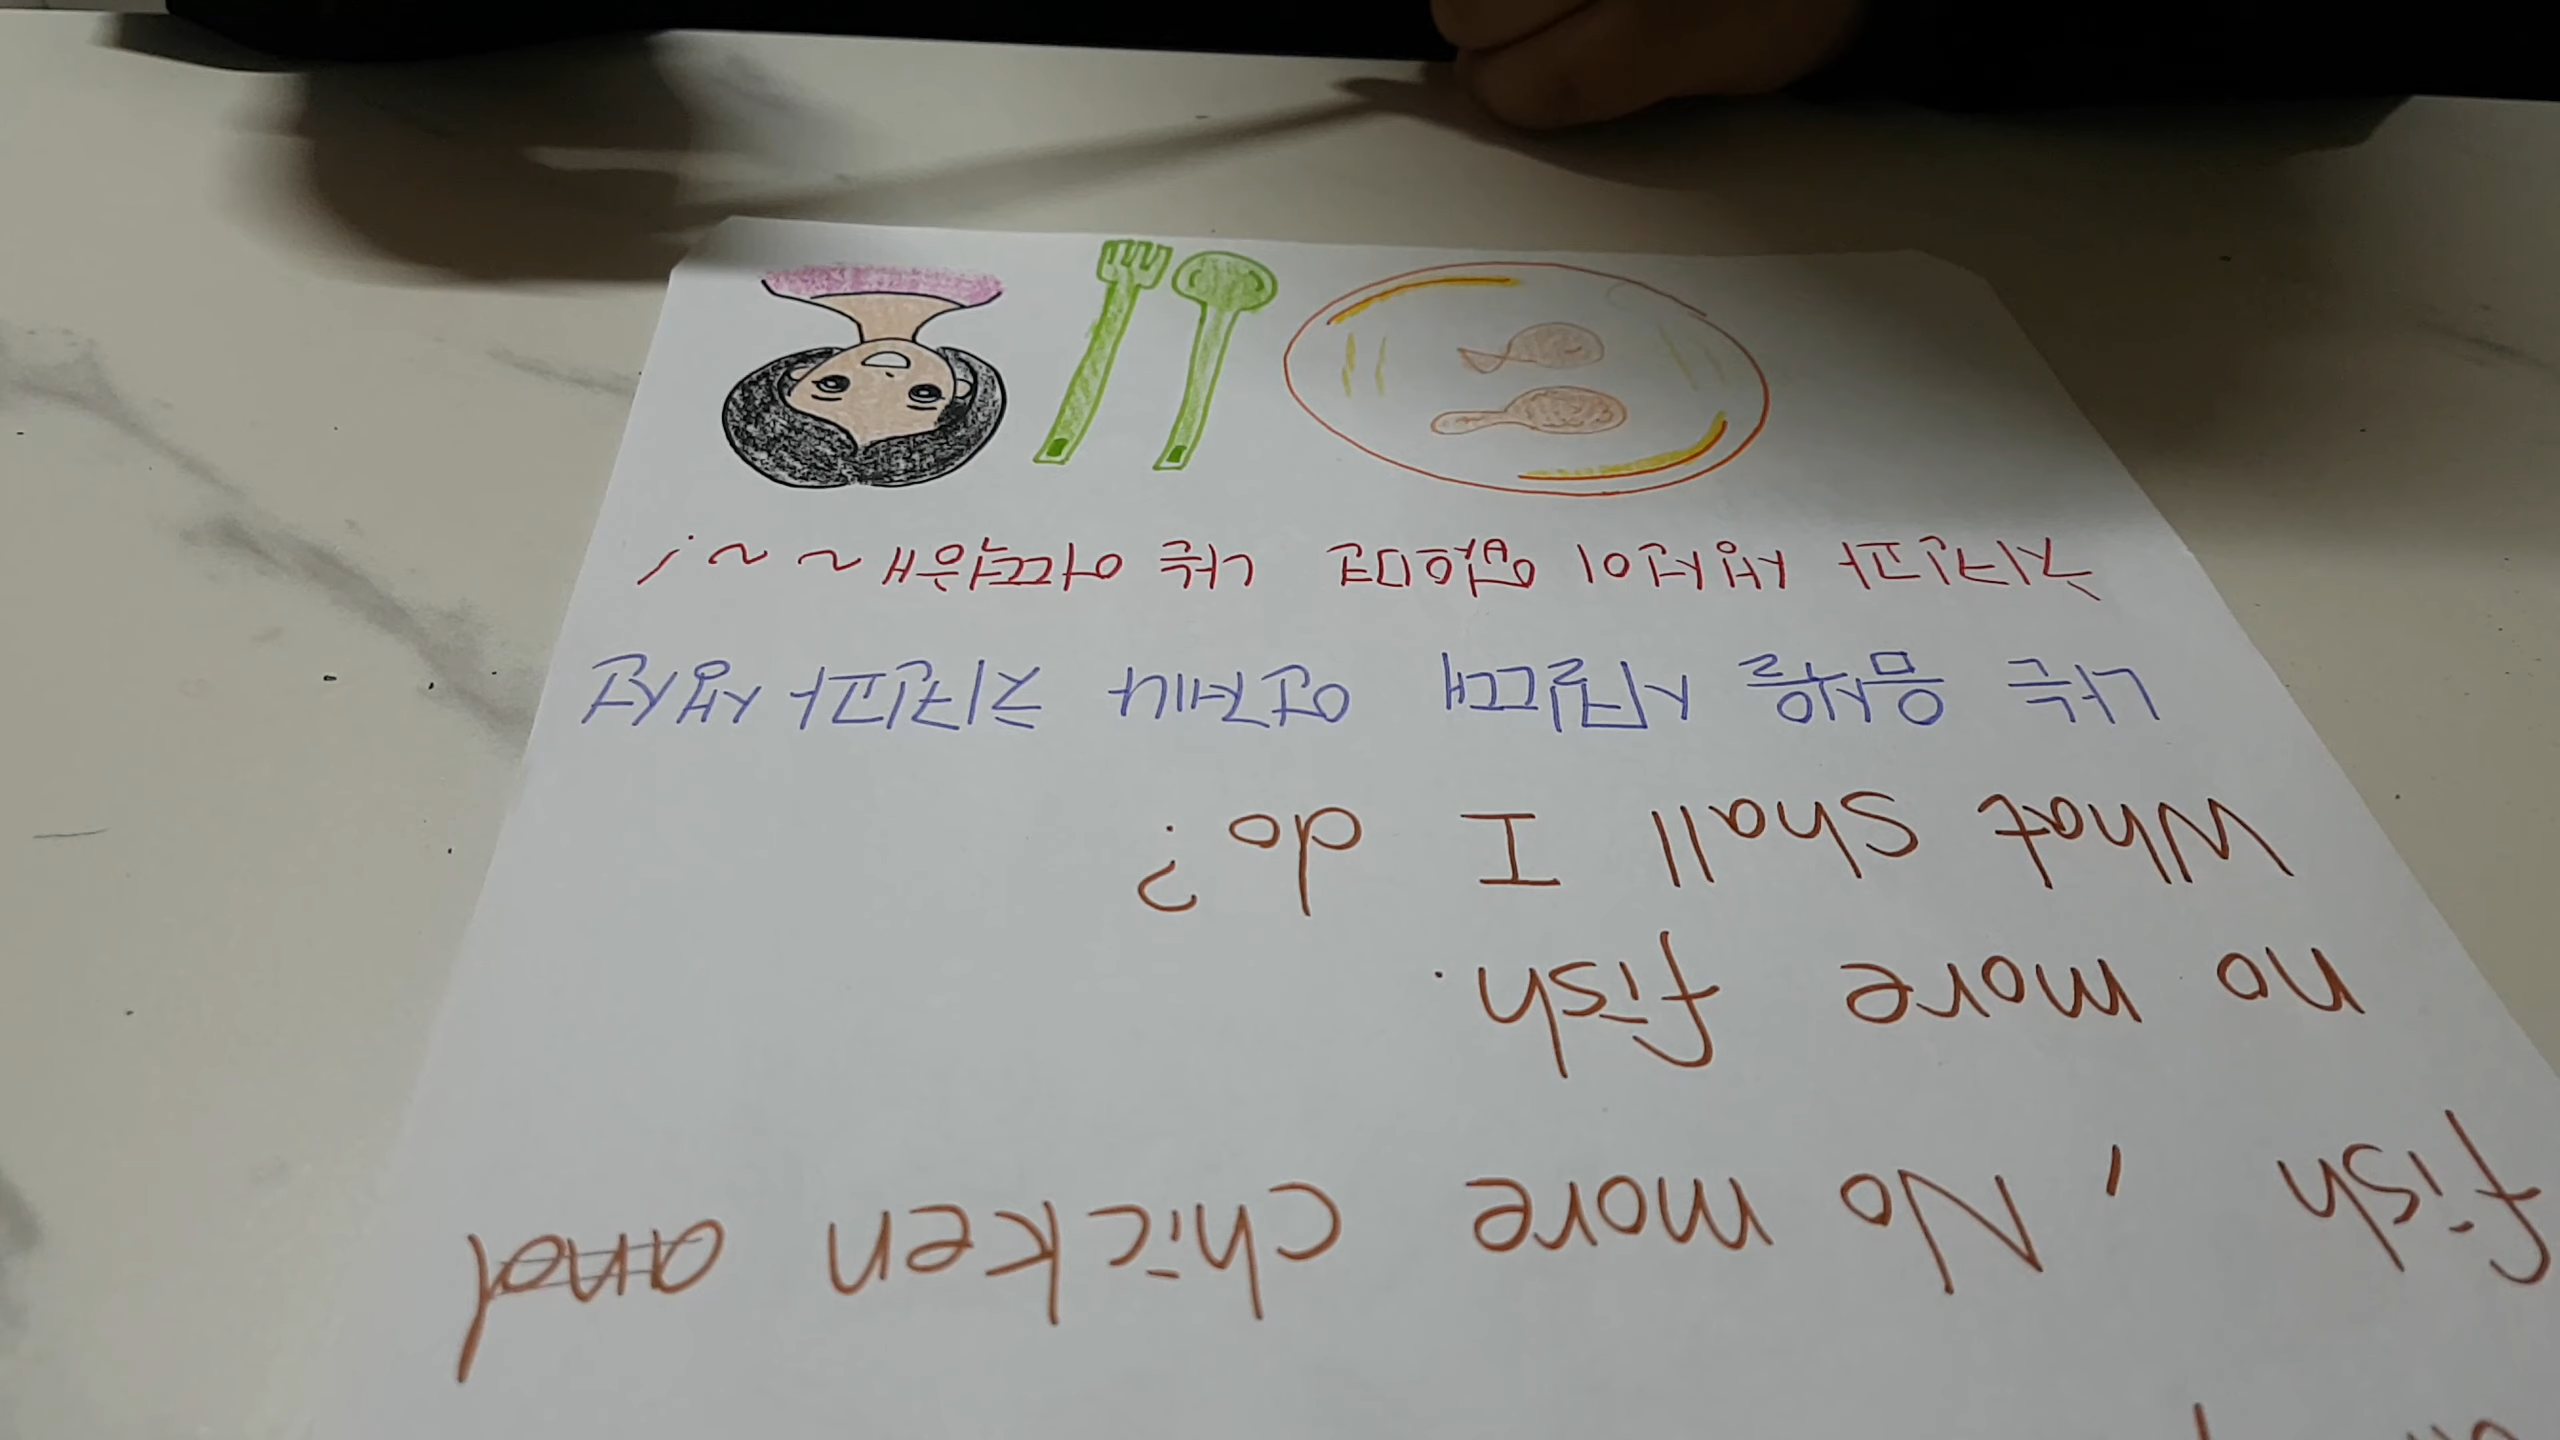 fish , No more chicken and
no more fish.
What shall I do?
나는 음식을 시킬때 언제나 치킨과 생선
치킨과 생선이 없다면 나는 어떡해~~!